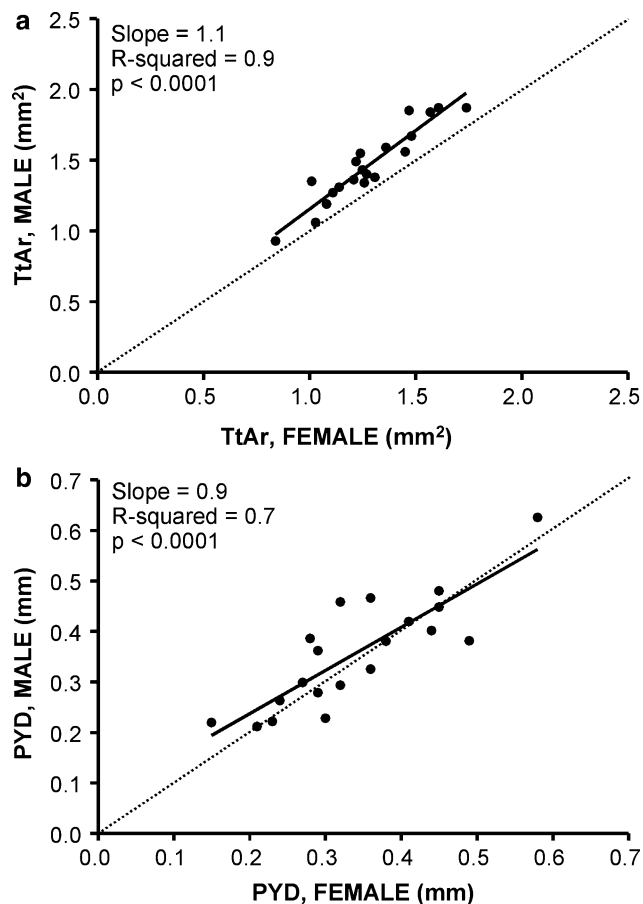 a
Slope = 1.1
R-squared = 0.9
p < 0.0001
TtAr, MALE (mm²)
2.5
2.0
1.5
1.0
0.5
0.0
0.0 0.5 1.0 1.5 2.0 2.5
TtAr, FEMALE (mm²)
b
Slope = 0.9
R-squared = 0.7
p < 0.0001
PYD, MALE (mm)
0.7
0.6
0.5
0.4
0.3
0.2
0.1
0.0
0.0 0.1 0.2 0.3 0.4 0.5 0.6 0.7
PYD, FEMALE (mm)